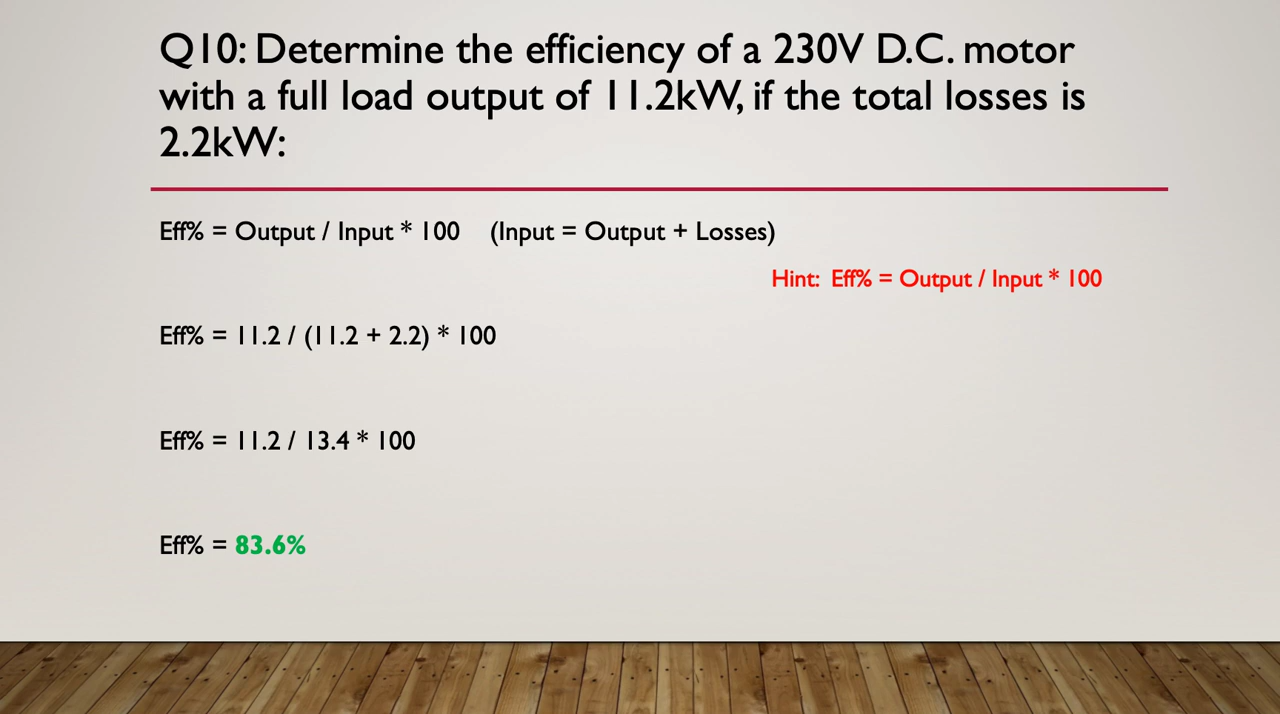 Q10: Determine the efficiency of a 230V D.C. motor
with a full load output of 11.2kW, if the total losses is
2.2kW:
Eff% = Output / Input * 100 (Input = Output + Losses)
Hint: Eff% = Output / Input * 100
Eff% = 11.2 / (11.2 + 2.2) * 100
Eff% = 11.2 / 13.4 * 100
Eff% = 83.6%